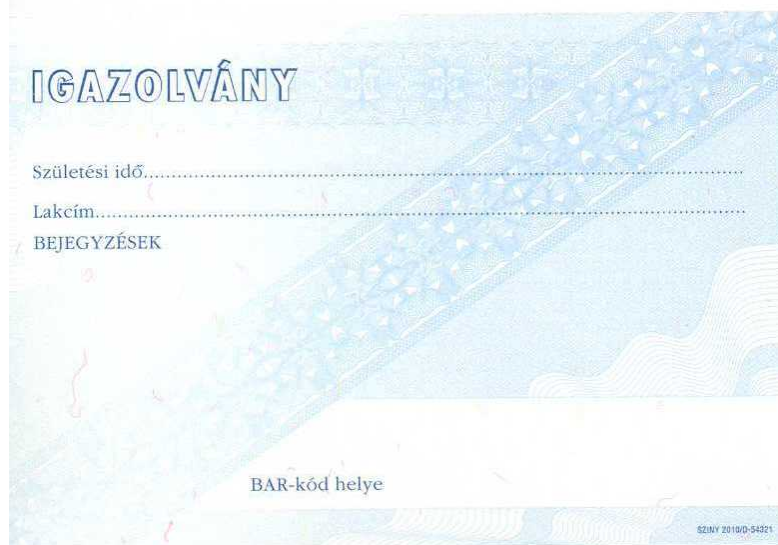 IGAZOLVÁNY
Születési idő........................................................................................................................
Lakcím.................................................................................................................................
BEJEGYZÉSEK
BAR-kód helye
SZINY 2010/D-54321